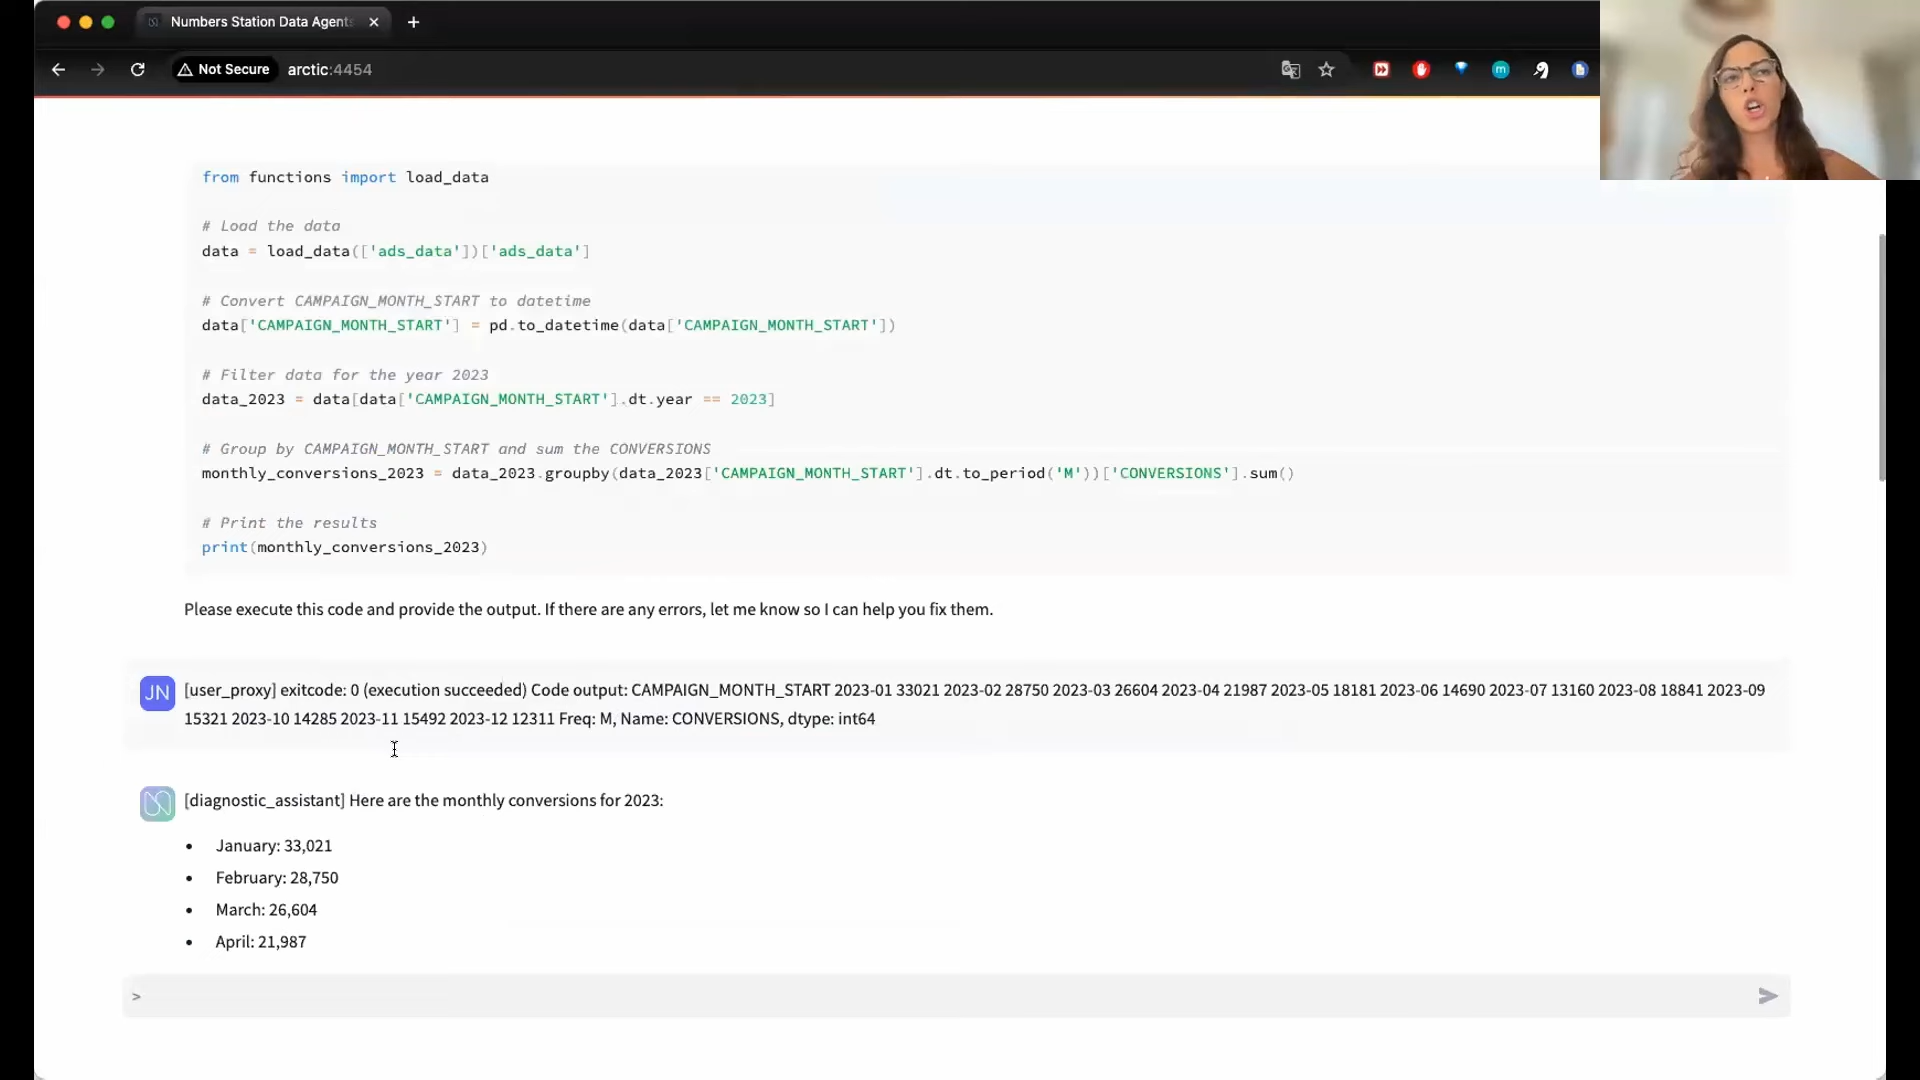 Numbers Station Data Agents
Not Secure arctic:4454
from functions import load_data
# Load the data
data = load_data(['ads_data'])['ads_data']
# Convert CAMPAIGN_MONTH_START to datetime
data['CAMPAIGN_MONTH_START'] = pd.to_datetime(data['CAMPAIGN_MONTH_START'])
# Filter data for the year 2023
data_2023 = data[data['CAMPAIGN_MONTH_START'].dt.year == 2023]
# Group by CAMPAIGN_MONTH_START and sum the CONVERSIONS
monthly_conversions_2023 = data_2023.groupby(data_2023['CAMPAIGN_MONTH_START'].dt.to_period('M'))['CONVERSIONS'].sum()
# Print the results
print(monthly_conversions_2023)
Please execute this code and provide the output. If there are any errors, let me know so I can help you fix them.
JN [user_proxy] exitcode: 0 (execution succeeded) Code output: CAMPAIGN_MONTH_START 2023-01 33021 2023-02 28750 2023-03 26604 2023-04 21987 2023-05 18181 2023-06 14690 2023-07 13160 2023-08 18841 2023-09
15321 2023-10 14285 2023-11 15492 2023-12 12311 Freq: M, Name: CONVERSIONS, dtype: int64
[diagnostic_assistant] Here are the monthly conversions for 2023:
• January: 33,021
• February: 28,750
• March: 26,604
• April: 21,987
>